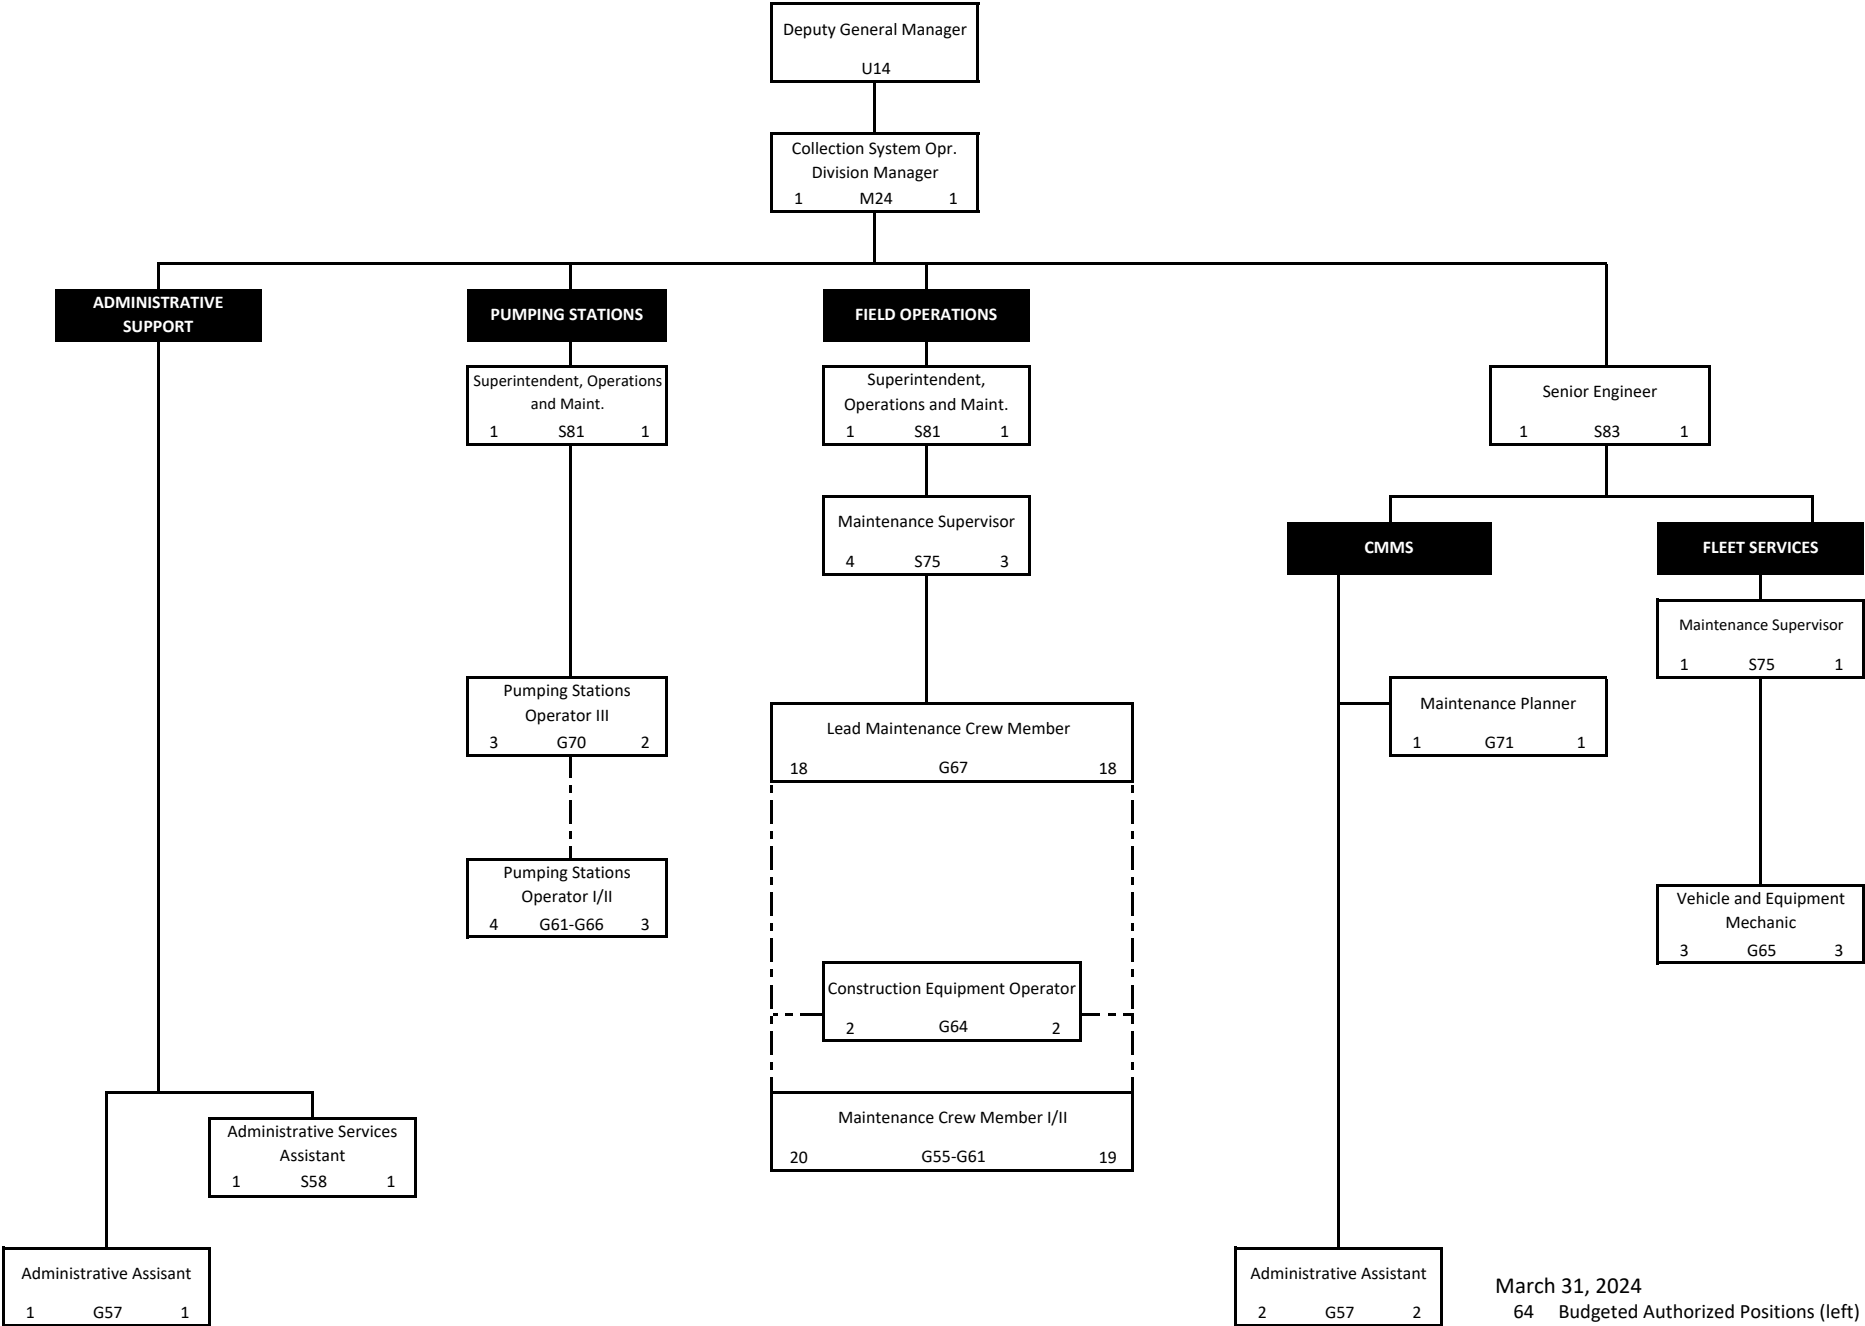 Deputy General Manager
U14
Collection System Opr.
Division Manager
1 M24 1
ADMINISTRATIVE
SUPPORT
PUMPING STATIONS
FIELD OPERATIONS
Superintendent, Operations
and Maint.
1 S81 1
Superintendent,
Operations and Maint.
1 S81 1
Senior Engineer
1 S83 1
Maintenance Supervisor
4 S75 3
CMMS
FLEET SERVICES
Maintenance Supervisor
1 S75 1
Pumping Stations
Operator III
3 G70 2
Lead Maintenance Crew Member
18 G67 18
Maintenance Planner
1 G71 1
Pumping Stations
Operator I/II
4 G61-G66 3
Vehicle and Equipment
Mechanic
3 G65 3
Construction Equipment Operator
2 G64 2
Maintenance Crew Member I/II
20 G55-G61 19
Administrative Services
Assistant
1 S58 1
Administrative Assisant
1 G57 1
Administrative Assistant
2 G57 2
March 31, 2024
64 Budgeted Authorized Positions (left)